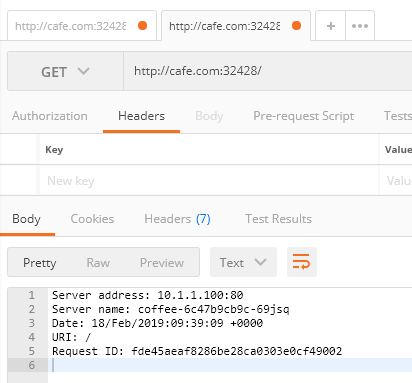 http://cafe.com:32428
http://cafe.com:32428
+
•••
GET
http://cafe.com:32428/
Authorization
Headers
Body
Pre-request Script
Tests
Key
Value
New key
Value
Body
Cookies
Headers (7)
Test Results
Pretty
Raw
Preview
Text
1 Server address: 10.1.1.100:80
2 Server name: coffee-6c47b9cb9c-69jsq
3 Date: 18/Feb/2019:09:39:09 +0000
4 URI: /
5 Request ID: fde45aeaf8286be28ca0303e0cf49002
6